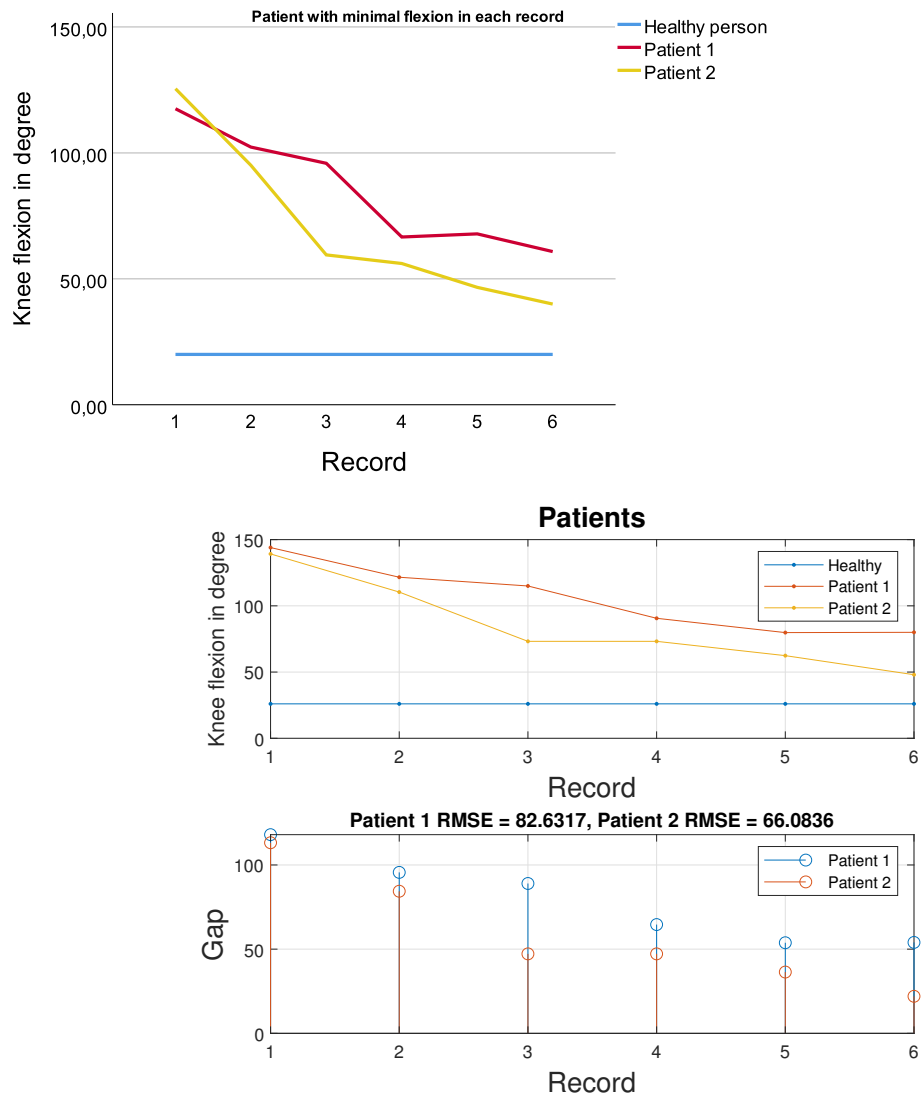 Patient with minimal flexion in each record
Healthy person
Patient 1
Patient 2
Knee flexion in degree
150,00
100,00
50,00
0,00
1 2 3 4 5 6
Record
Patients
Knee flexion in degree
150
100
50
0
Healthy
Patient 1
Patient 2
1 2 3 4 5 6
Record
Patient 1 RMSE = 82.6317, Patient 2 RMSE = 66.0836
Gap
100
50
0
Patient 1
Patient 2
1 2 3 4 5 6
Record